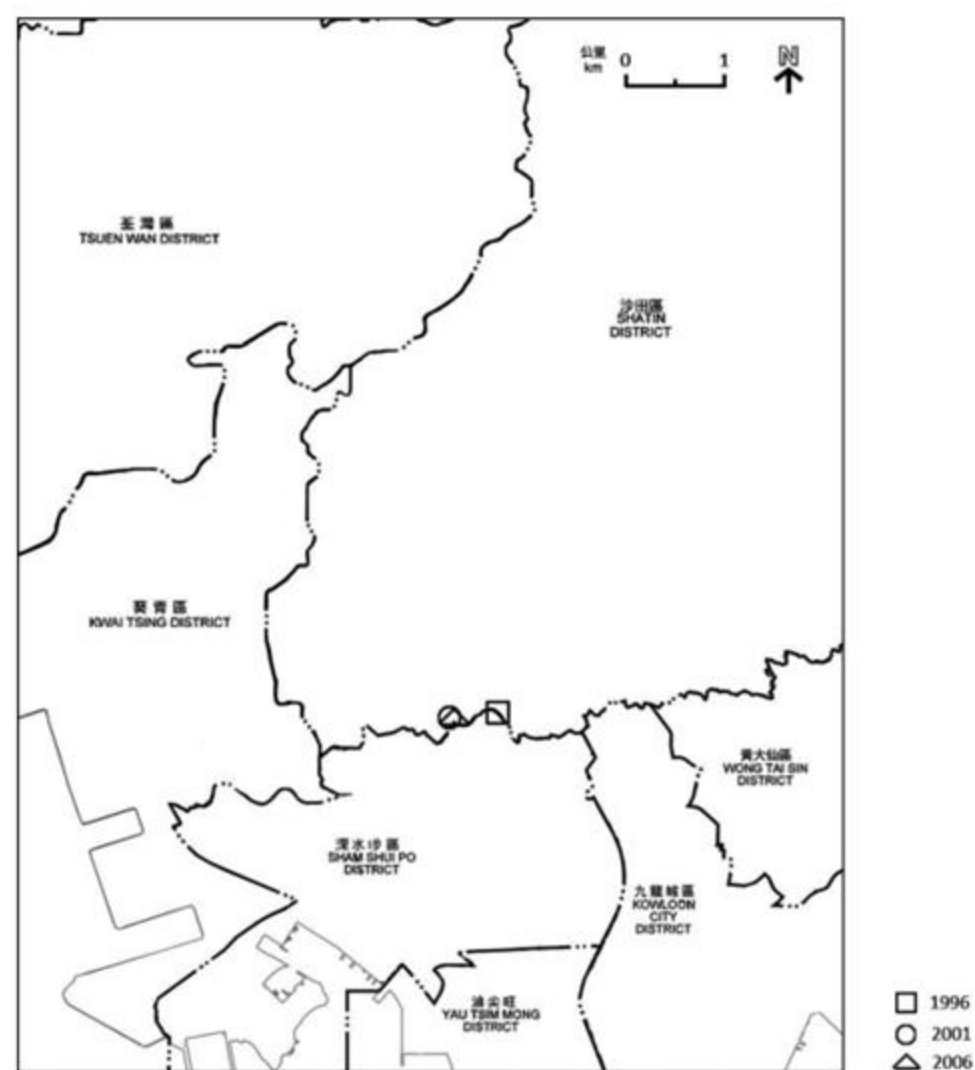 公里 0 1 N
km
荃灣區
TSUEN WAN DISTRICT
沙田區
SHATIN
DISTRICT
葵青區
KWAI TSING DISTRICT
黃大仙區
WONG TAI SIN
DISTRICT
深水埗區
SHAM SHUI PO
DISTRICT
九龍城區
KOWLOON
CITY
DISTRICT
油尖旺
YAU TSIM MONG
DISTRICT
1996
2001
2006